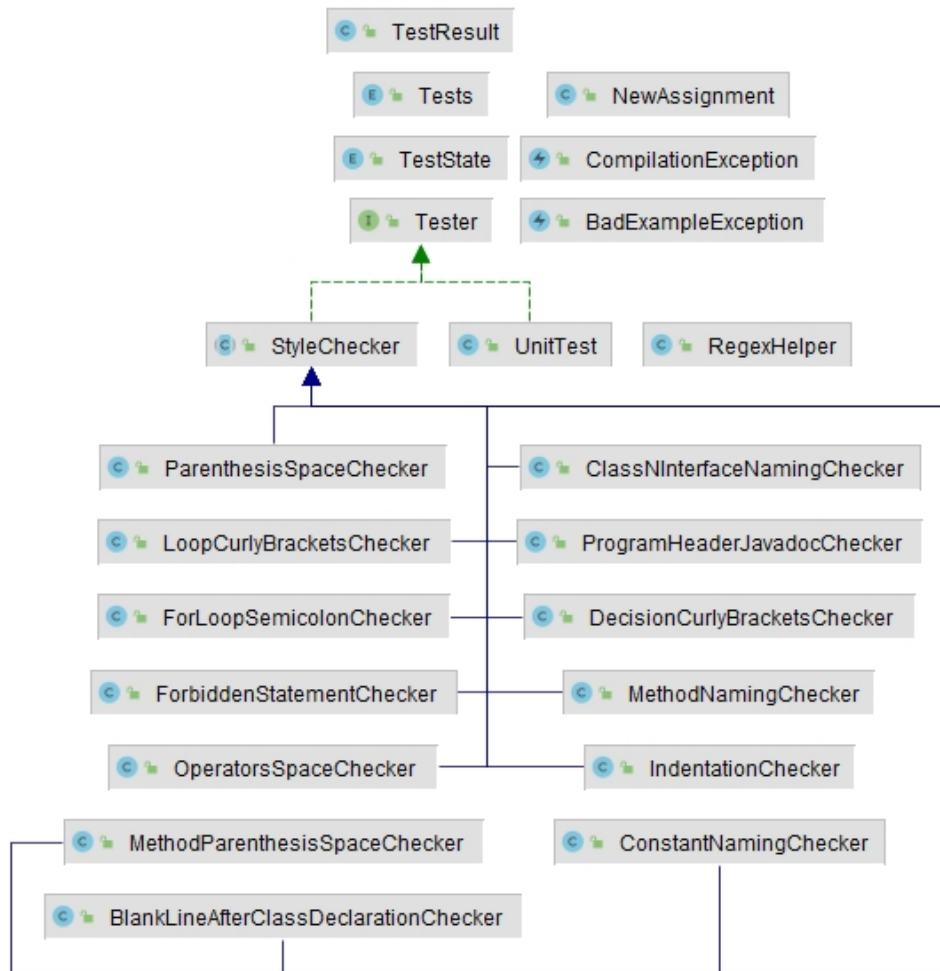 C TestResult
E Tests
C NewAssignment
E TestState
CompilationException
I Tester
BadExampleException
C StyleChecker
C UnitTest
C RegexHelper
C ParenthesisSpaceChecker
C ClassNInterfaceNamingChecker
C LoopCurlyBracketsChecker
C ProgramHeaderJavadocChecker
C ForLoopSemicolonChecker
C DecisionCurlyBracketsChecker
C ForbiddenStatementChecker
C MethodNamingChecker
C OperatorsSpaceChecker
C IndentationChecker
C MethodParenthesisSpaceChecker
C ConstantNamingChecker
C BlankLineAfterClassDeclarationChecker